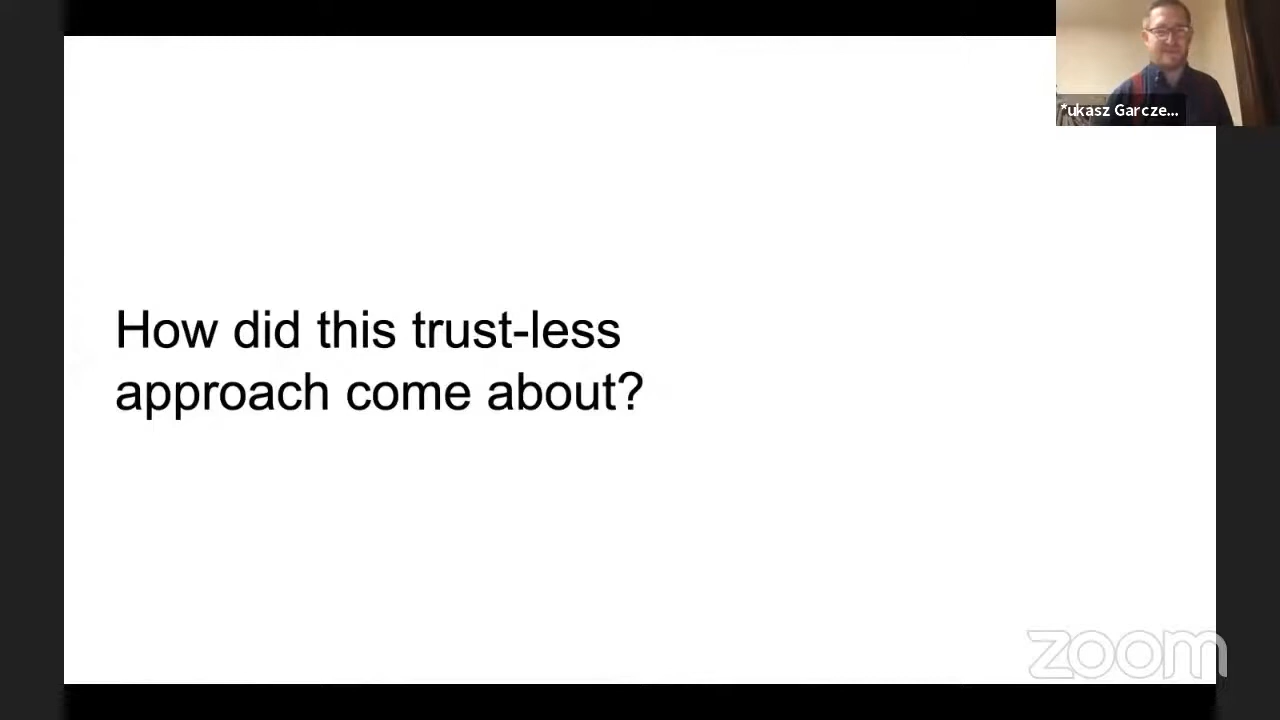 *ukasz Garcze...
How did this trust-less
approach come about?
zoom